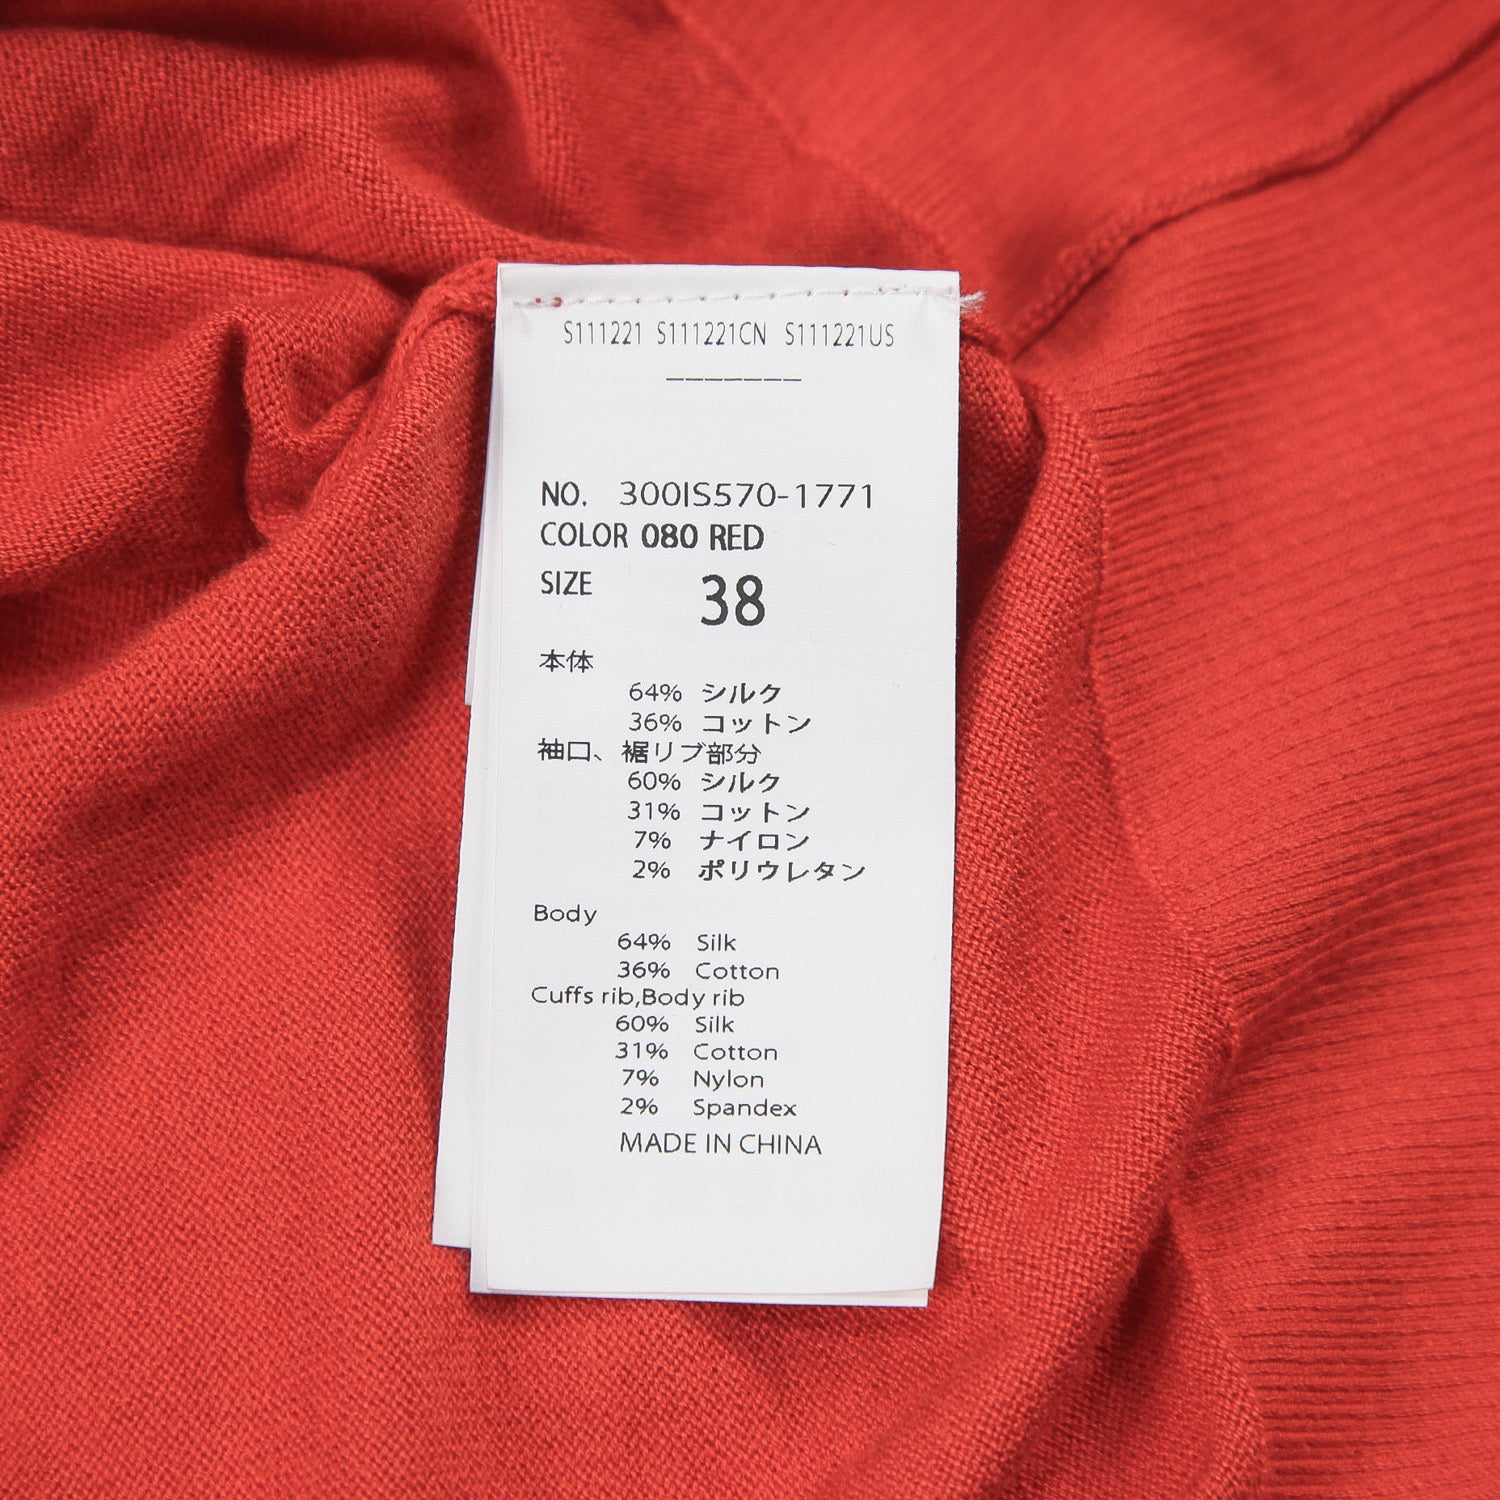 S111221 S111221CN S111221US
_______
NO. 300IS570-1771
COLOR 080 RED
SIZE 38
本体
64% シルク
36% コットン
袖口、裾リブ部分
60% シルク
31% コットン
7% ナイロン
2% ポリウレタン
Body
64% Silk
36% Cotton
Cuffs rib,Body rib
60% Silk
31% Cotton
7% Nylon
2% Spandex
MADE IN CHINA